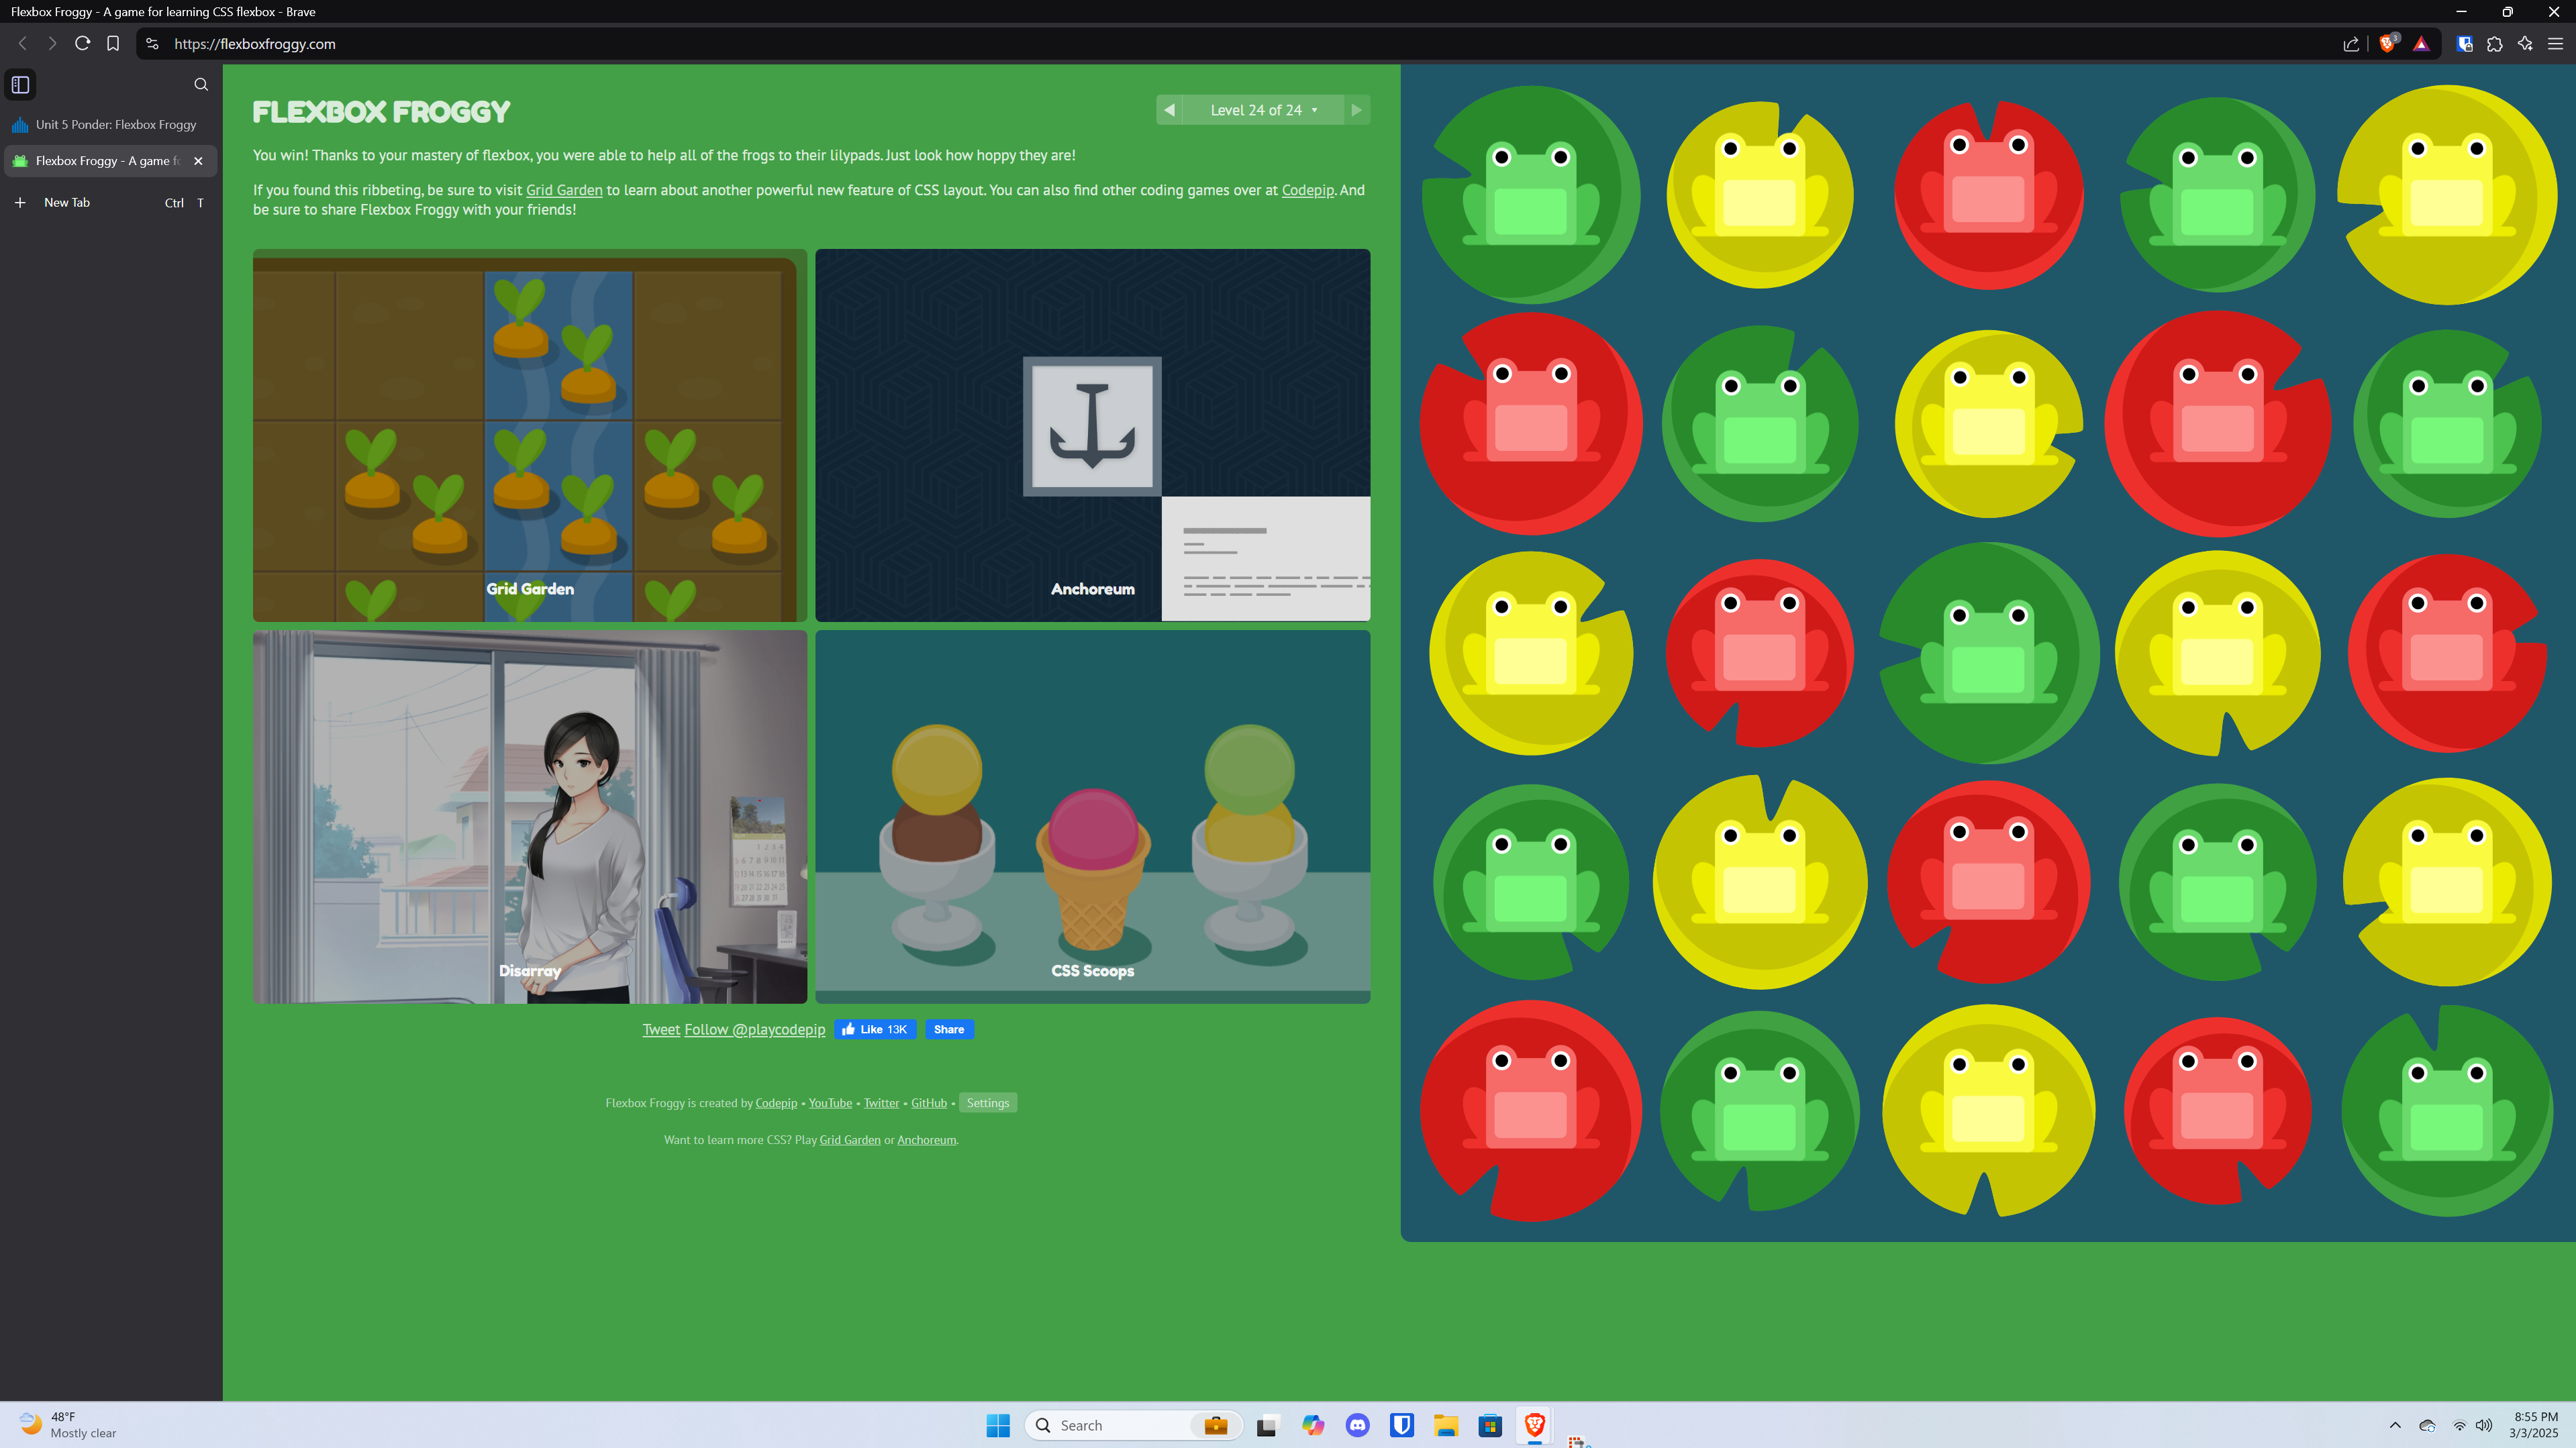 Flexbox Froggy - A game for learning CSS flexbox - Brave
https://flexboxfroggy.com
3
Unit 5 Ponder: Flexbox Froggy
Flexbox Froggy - A game fo
New Tab Ctrl T
FLEXBOX FROGGY
Level 24 of 24
You win! Thanks to your mastery of flexbox, you were able to help all of the frogs to their lilypads. Just look how hoppy they are!
If you found this ribbeting, be sure to visit Grid Garden to learn about another powerful new feature of CSS layout. You can also find other coding games over at Codepip. And
be sure to share Flexbox Froggy with your friends!
Grid Garden
Anchoreum
Disarray
CSS Scoops
Tweet Follow @playcodepip Like 13K Share
Flexbox Froggy is created by Codepip • YouTube • Twitter • GitHub • Settings
Want to learn more CSS? Play Grid Garden or Anchoreum.
48°F
Mostly clear
Search
8:55 PM
3/3/2025